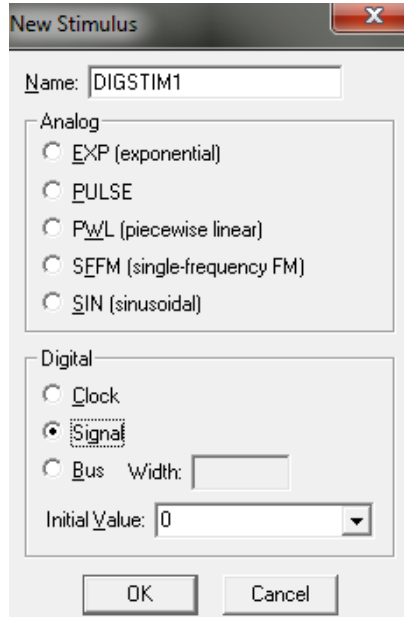 New Stimulus
Name: DIGSTIM1
Analog
EXP (exponential)
PULSE
PWL (piecewise linear)
SFFM (single-frequency FM)
SIN (sinusoidal)
Digital
Clock
Signal
Bus Width:
Initial Value: 0
OK Cancel